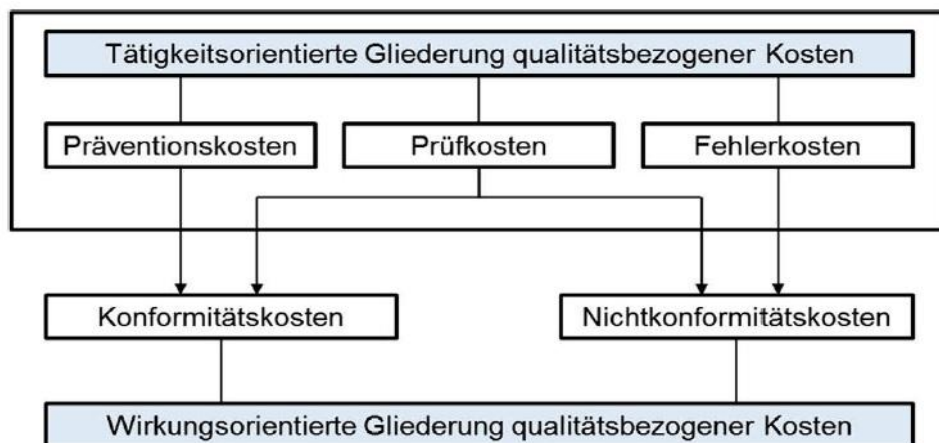 Tätigkeitsorientierte Gliederung qualitätsbezogener Kosten
Präventionskosten
Prüfkosten
Fehlerkosten
Konformitätskosten
Nichtkonformitätskosten
Wirkungsorientierte Gliederung qualitätsbezogener Kosten